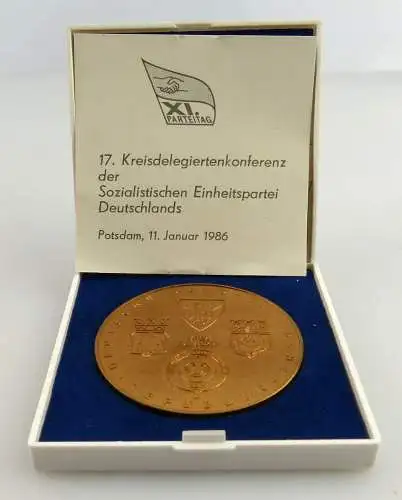 XI.
PARTEITAG
17. Kreisdelegiertenkonferenz
der
Sozialistischen Einheitspartei
Deutschlands
Potsdam, 11. Januar 1986